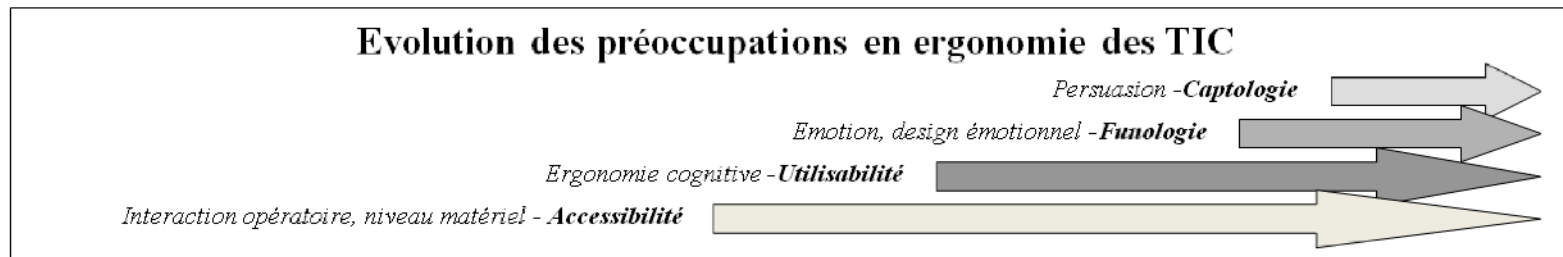 Evolution des préoccupations en ergonomie des TIC
Persuasion -Captologie
Emotion, design émotionnel -Funologie
Ergonomie cognitive -Utilisabilité
Interaction opératoire, niveau matériel - Accessibilité